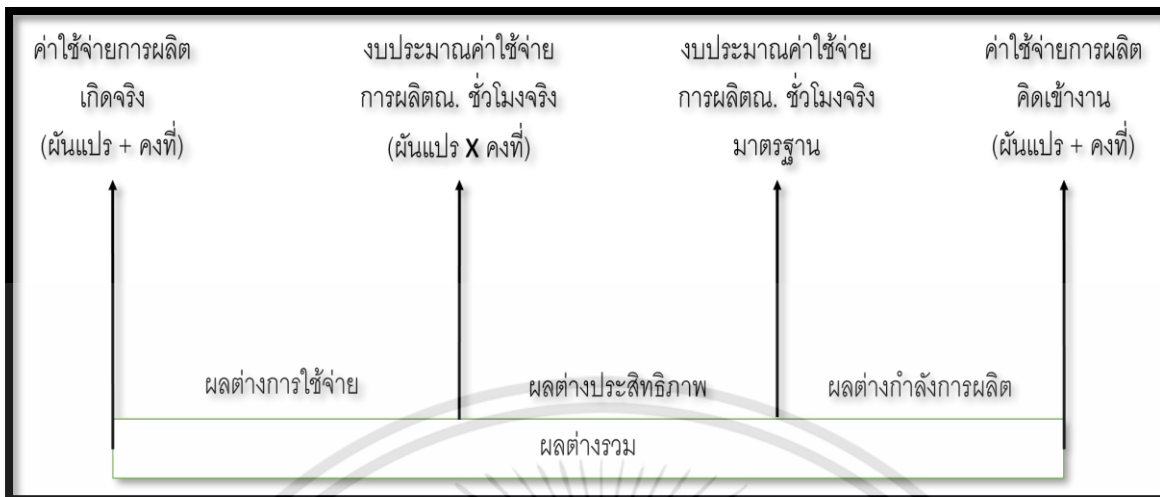 ค่าใช้จ่ายการผลิต
เกิดจริง
(ผันแปร + คงที่)
งบประมาณค่าใช้จ่าย
การผลิตณ. ชั่วโมงจริง
(ผันแปร X คงที่)
งบประมาณค่าใช้จ่าย
การผลิตณ. ชั่วโมงจริง
มาตรฐาน
ค่าใช้จ่ายการผลิต
คิดเข้างาน
(ผันแปร + คงที่)
ผลต่างการใช้จ่าย
ผลต่างประสิทธิภาพ
ผลต่างกำลังการผลิต
ผลต่างรวม